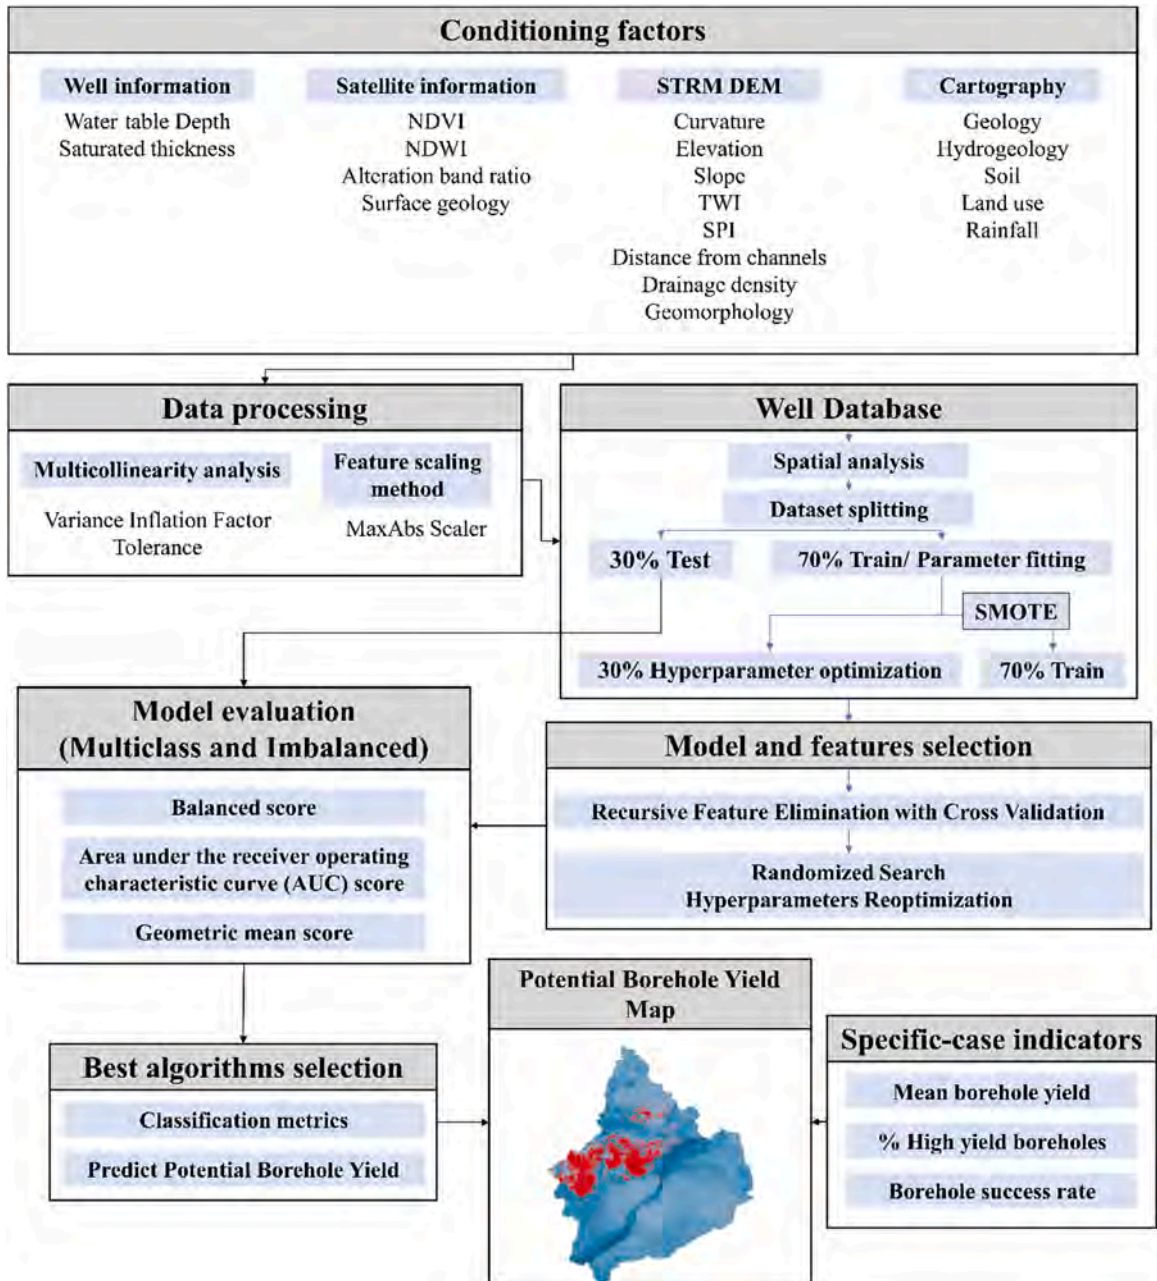 Conditioning factors
Well information
Water table Depth
Saturated thickness
Satellite information
NDVI
NDWI
Alteration band ratio
Surface geology
STRM DEM
Curvature
Elevation
Slope
TWI
SPI
Distance from channels
Drainage density
Geomorphology
Cartography
Geology
Hydrogeology
Soil
Land use
Rainfall
Data processing
Multicollinearity analysis
Variance Inflation Factor
Tolerance
Feature scaling
method
MaxAbs Scaler
Well Database
Spatial analysis
Dataset splitting
30% Test
70% Train/ Parameter fitting
SMOTE
30% Hyperparameter optimization
70% Train
Model evaluation
(Multiclass and Imbalanced)
Balanced score
Area under the receiver operating
characteristic curve (AUC) score
Geometric mean score
Model and features selection
Recursive Feature Elimination with Cross Validation
Randomized Search
Hyperparameters Reoptimization
Best algorithms selection
Classification metrics
Predict Potential Borehole Yield
Potential Borehole Yield
Map
Specific-case indicators
Mean borehole yield
% High yield boreholes
Borehole success rate